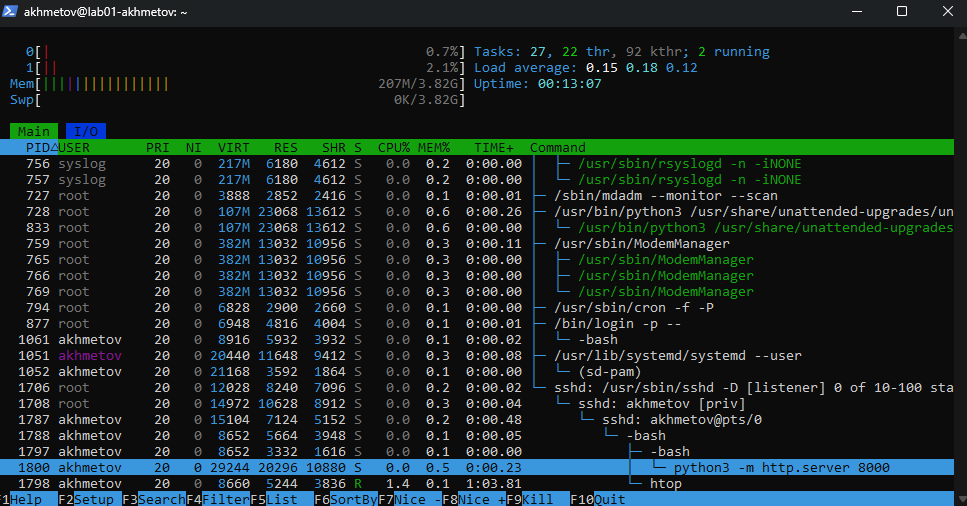 akhmetov@lab01-akhmetov: ~
0[| 0.7%] Tasks: 27, 22 thr, 92 kthr; 2 running
1[|| 2.1%] Load average: 0.15 0.18 0.12
Mem[|||||||||||||||| 207M/3.82G] Uptime: 00:13:07
Swp[ 0K/3.82G]
Main I/O
PID△USER PRI NI VIRT RES SHR S CPU% MEM% TIME+ Command
756 syslog 20 0 217M 6180 4612 S 0.0 0.2 0:00.00 │ ├─ /usr/sbin/rsyslogd -n -iNONE
757 syslog 20 0 217M 6180 4612 S 0.0 0.2 0:00.00 │ └─ /usr/sbin/rsyslogd -n -iNONE
727 root 20 0 3888 2852 2416 S 0.0 0.1 0:00.01 ├─ /sbin/mdadm --monitor --scan
728 root 20 0 107M 23068 13612 S 0.0 0.6 0:00.26 ├─ /usr/bin/python3 /usr/share/unattended-upgrades/un
833 root 20 0 107M 23068 13612 S 0.0 0.6 0:00.00 │ └─ /usr/bin/python3 /usr/share/unattended-upgrades
759 root 20 0 382M 13032 10956 S 0.0 0.3 0:00.11 ├─ /usr/sbin/ModemManager
765 root 20 0 382M 13032 10956 S 0.0 0.3 0:00.00 │ ├─ /usr/sbin/ModemManager
766 root 20 0 382M 13032 10956 S 0.0 0.3 0:00.00 │ ├─ /usr/sbin/ModemManager
769 root 20 0 382M 13032 10956 S 0.0 0.3 0:00.00 │ └─ /usr/sbin/ModemManager
794 root 20 0 6828 2900 2660 S 0.0 0.1 0:00.00 ├─ /usr/sbin/cron -f -P
877 root 20 0 6948 4816 4004 S 0.0 0.1 0:00.01 ├─ /bin/login -p --
1061 akhmetov 20 0 8916 5932 3932 S 0.0 0.1 0:00.02 │ └─ -bash
1051 akhmetov 20 0 20440 11648 9412 S 0.0 0.3 0:00.08 ├─ /usr/lib/systemd/systemd --user
1052 akhmetov 20 0 21168 3592 1864 S 0.0 0.1 0:00.00 │ └─ (sd-pam)
1706 root 20 0 12028 8240 7096 S 0.0 0.2 0:00.02 └─ sshd: /usr/sbin/sshd -D [listener] 0 of 10-100 sta
1708 root 20 0 14972 10628 8912 S 0.0 0.3 0:00.04 └─ sshd: akhmetov [priv]
1787 akhmetov 20 0 15104 7124 5152 S 0.0 0.2 0:00.48 └─ sshd: akhmetov@pts/0
1788 akhmetov 20 0 8652 5664 3948 S 0.0 0.1 0:00.05 └─ -bash
1797 akhmetov 20 0 8652 3332 1616 S 0.0 0.1 0:00.00 ├─ -bash
1800 akhmetov 20 0 29244 20296 10880 S 0.0 0.5 0:00.23 │ └─ python3 -m http.server 8000
1798 akhmetov 20 0 8660 5244 3836 R 1.4 0.1 1:03.81 └─ htop
F1Help F2Setup F3SearchF4FilterF5List F6SortByF7Nice -F8Nice +F9Kill F10Quit